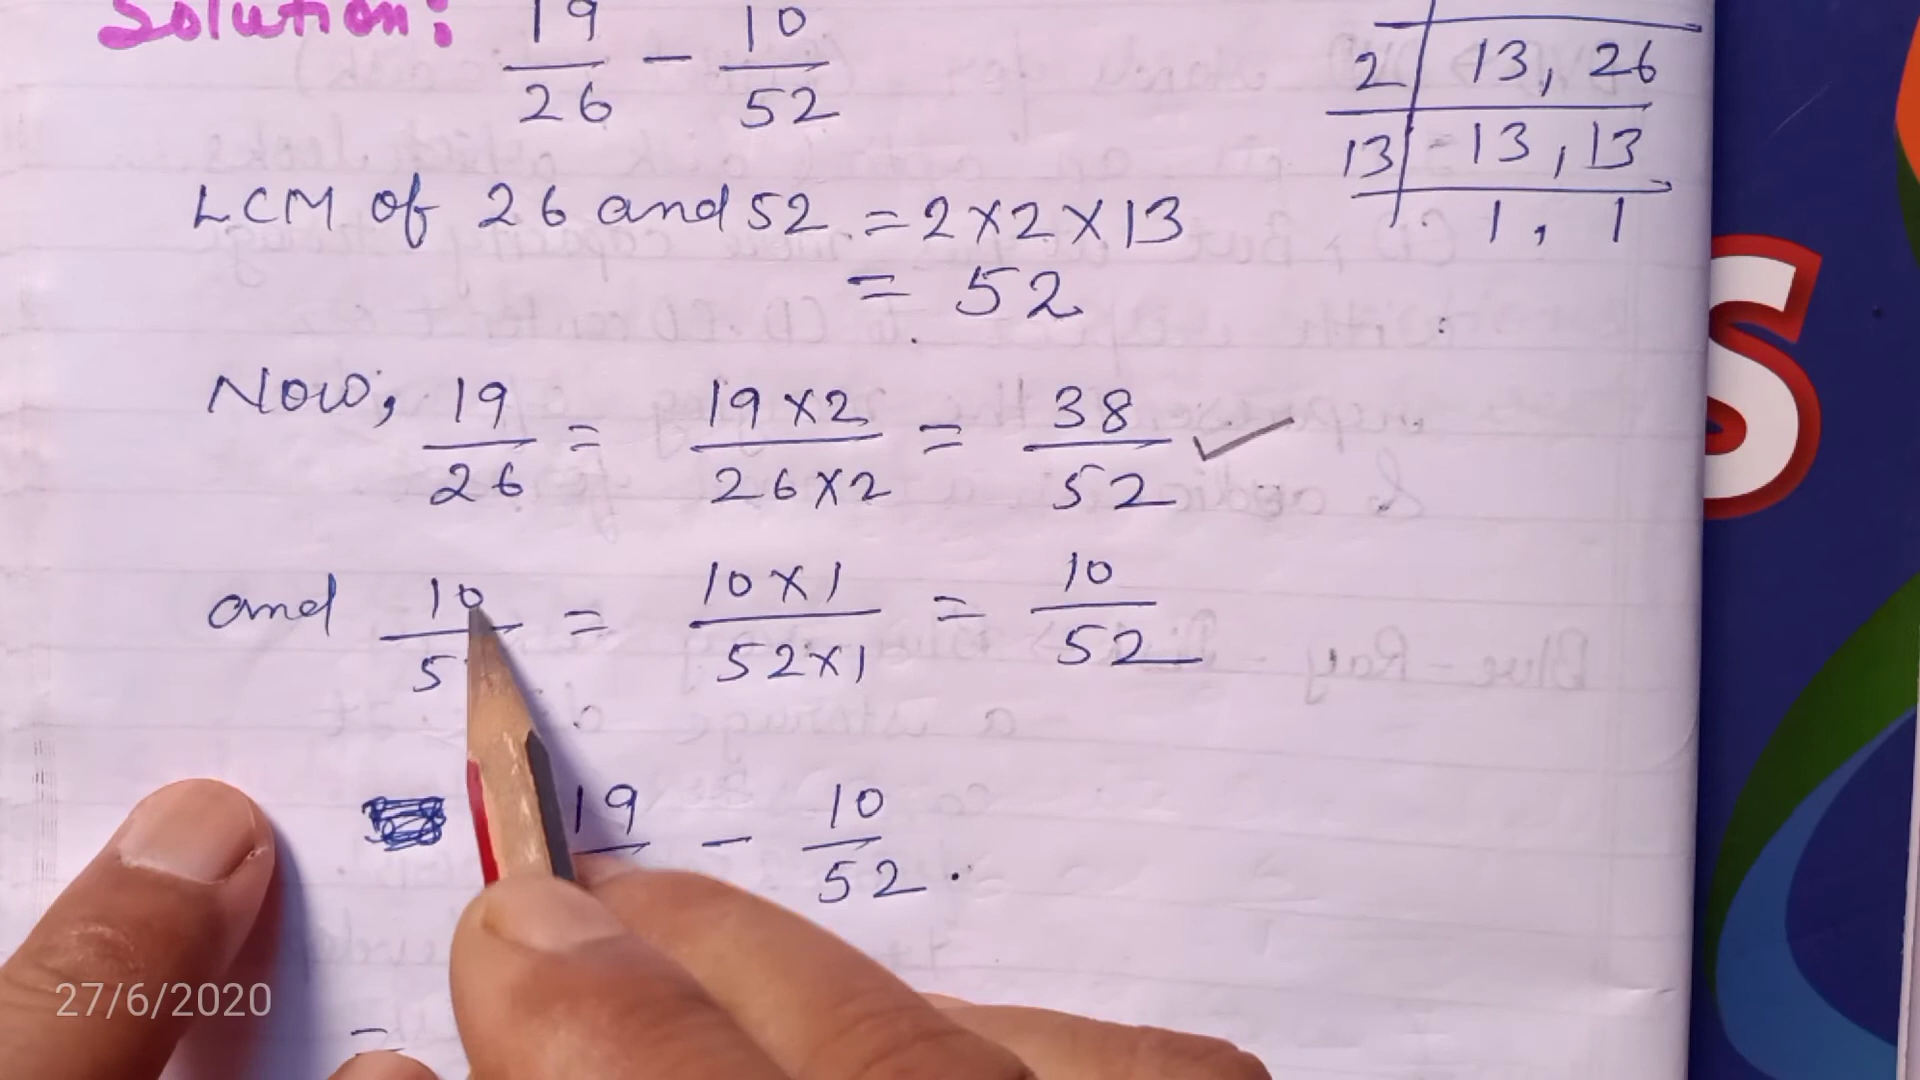 Solution:
19/26 - 10/52
2 | 13, 26
13 | 13, 13
1, 1
LCM of 26 and 52 = 2×2×13
= 52
Now, 19/26 = 19×2/26×2 = 38/52 ✓
and 10/5 = 10×1/52×1 = 10/52
19 - 10/52.
=
S
27/6/2020